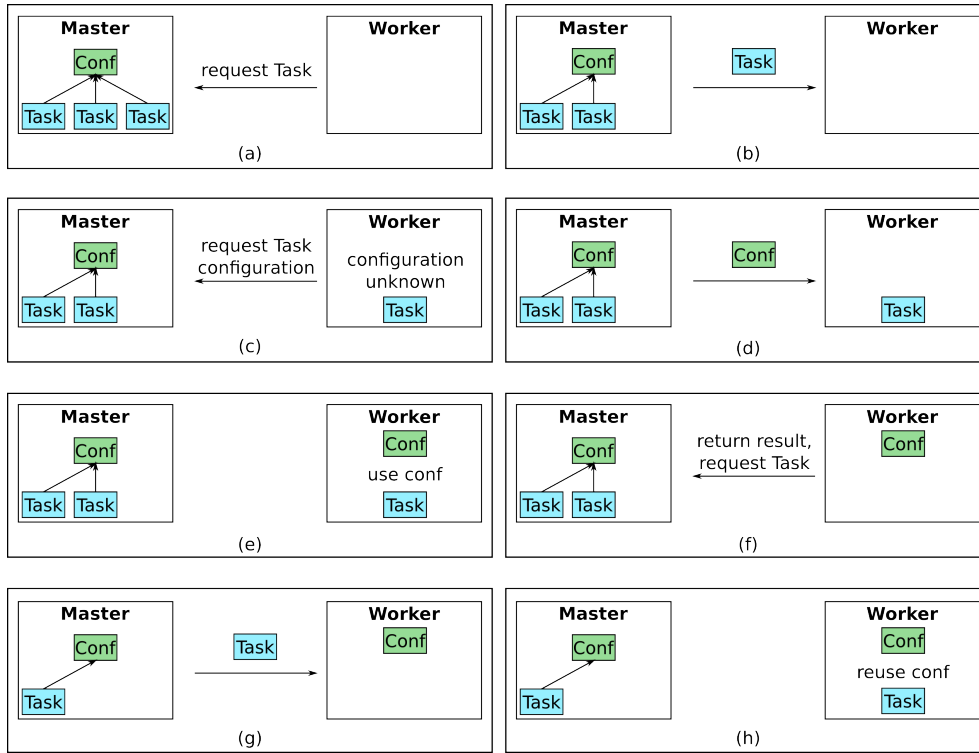 Master
Conf
Task Task Task
request Task
Worker
(a)
Master
Conf
Task Task
Task
Worker
(b)
Master
Conf
Task Task
request Task
configuration
Worker
configuration
unknown
Task
(c)
Master
Conf
Task Task
Conf
Worker
Task
(d)
Master
Conf
Task Task
Worker
Conf
use conf
Task
(e)
Master
Conf
Task Task
return result,
request Task
Worker
Conf
(f)
Master
Conf
Task
Task
Worker
Conf
(g)
Master
Conf
Task
Worker
Conf
reuse conf
Task
(h)